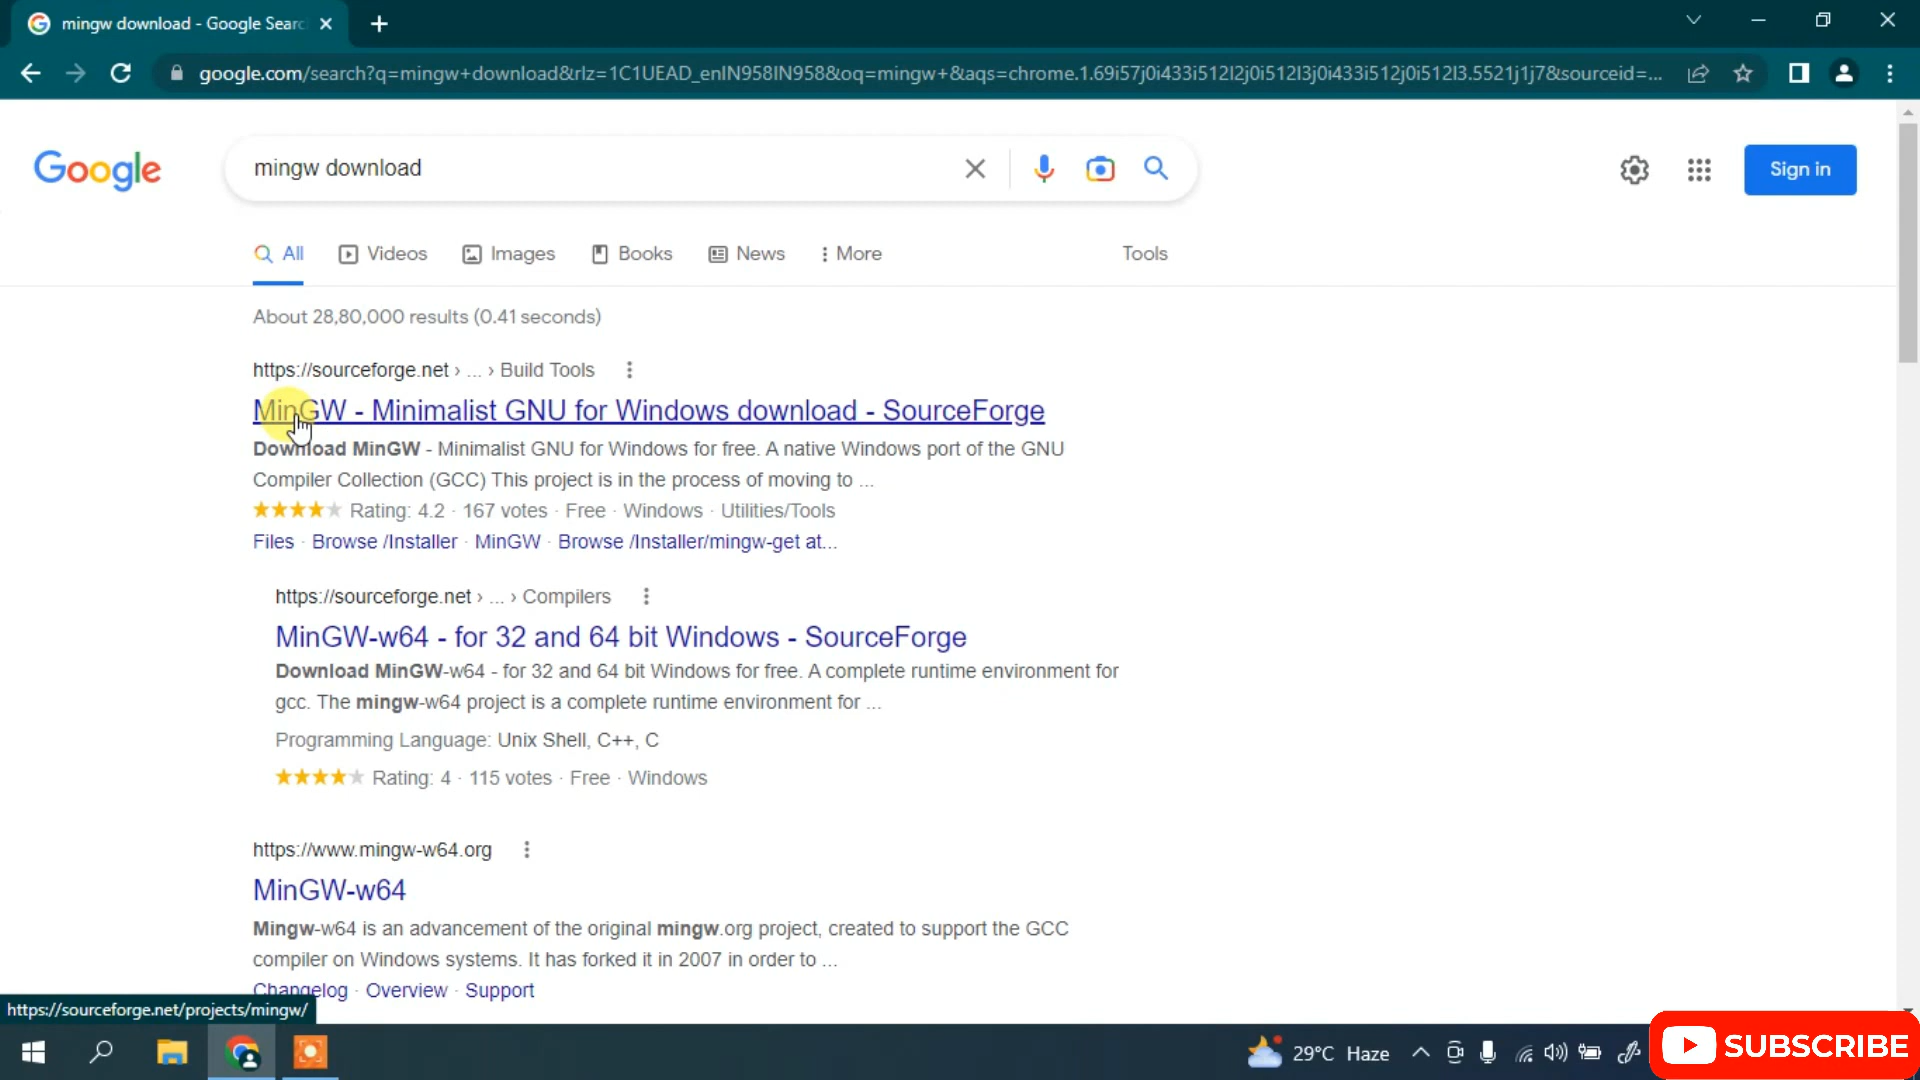 mingw download - Google Searc
google.com/search?q=mingw+download&rlz=1C1UEAD_enIN958IN958&oq=mingw+&aqs=chrome.1.69i57j0i433i512l2j0i512l3j0i433i512j0i512l3.5521j1j7&sourceid=...
Google
mingw download
Sign in
All
Videos
Images
Books
News
More
Tools
About 28,80,000 results (0.41 seconds)
https://sourceforge.net › ... › Build Tools
MinGW - Minimalist GNU for Windows download - SourceForge
Download MinGW - Minimalist GNU for Windows for free. A native Windows port of the GNU
Compiler Collection (GCC) This project is in the process of moving to ...
Rating: 4.2 · 167 votes · Free · Windows · Utilities/Tools
Files · Browse /Installer · MinGW · Browse /Installer/mingw-get at...
https://sourceforge.net › ... › Compilers
MinGW-w64 - for 32 and 64 bit Windows - SourceForge
Download MinGW-w64 - for 32 and 64 bit Windows for free. A complete runtime environment for
gcc. The mingw-w64 project is a complete runtime environment for ...
Programming Language: Unix Shell, C++, C
Rating: 4 · 115 votes · Free · Windows
https://www.mingw-w64.org
MinGW-w64
Mingw-w64 is an advancement of the original mingw.org project, created to support the GCC
compiler on Windows systems. It has forked it in 2007 in order to ...
Changelog · Overview · Support
https://sourceforge.net/projects/mingw/
29°C Haze
SUBSCRIBE